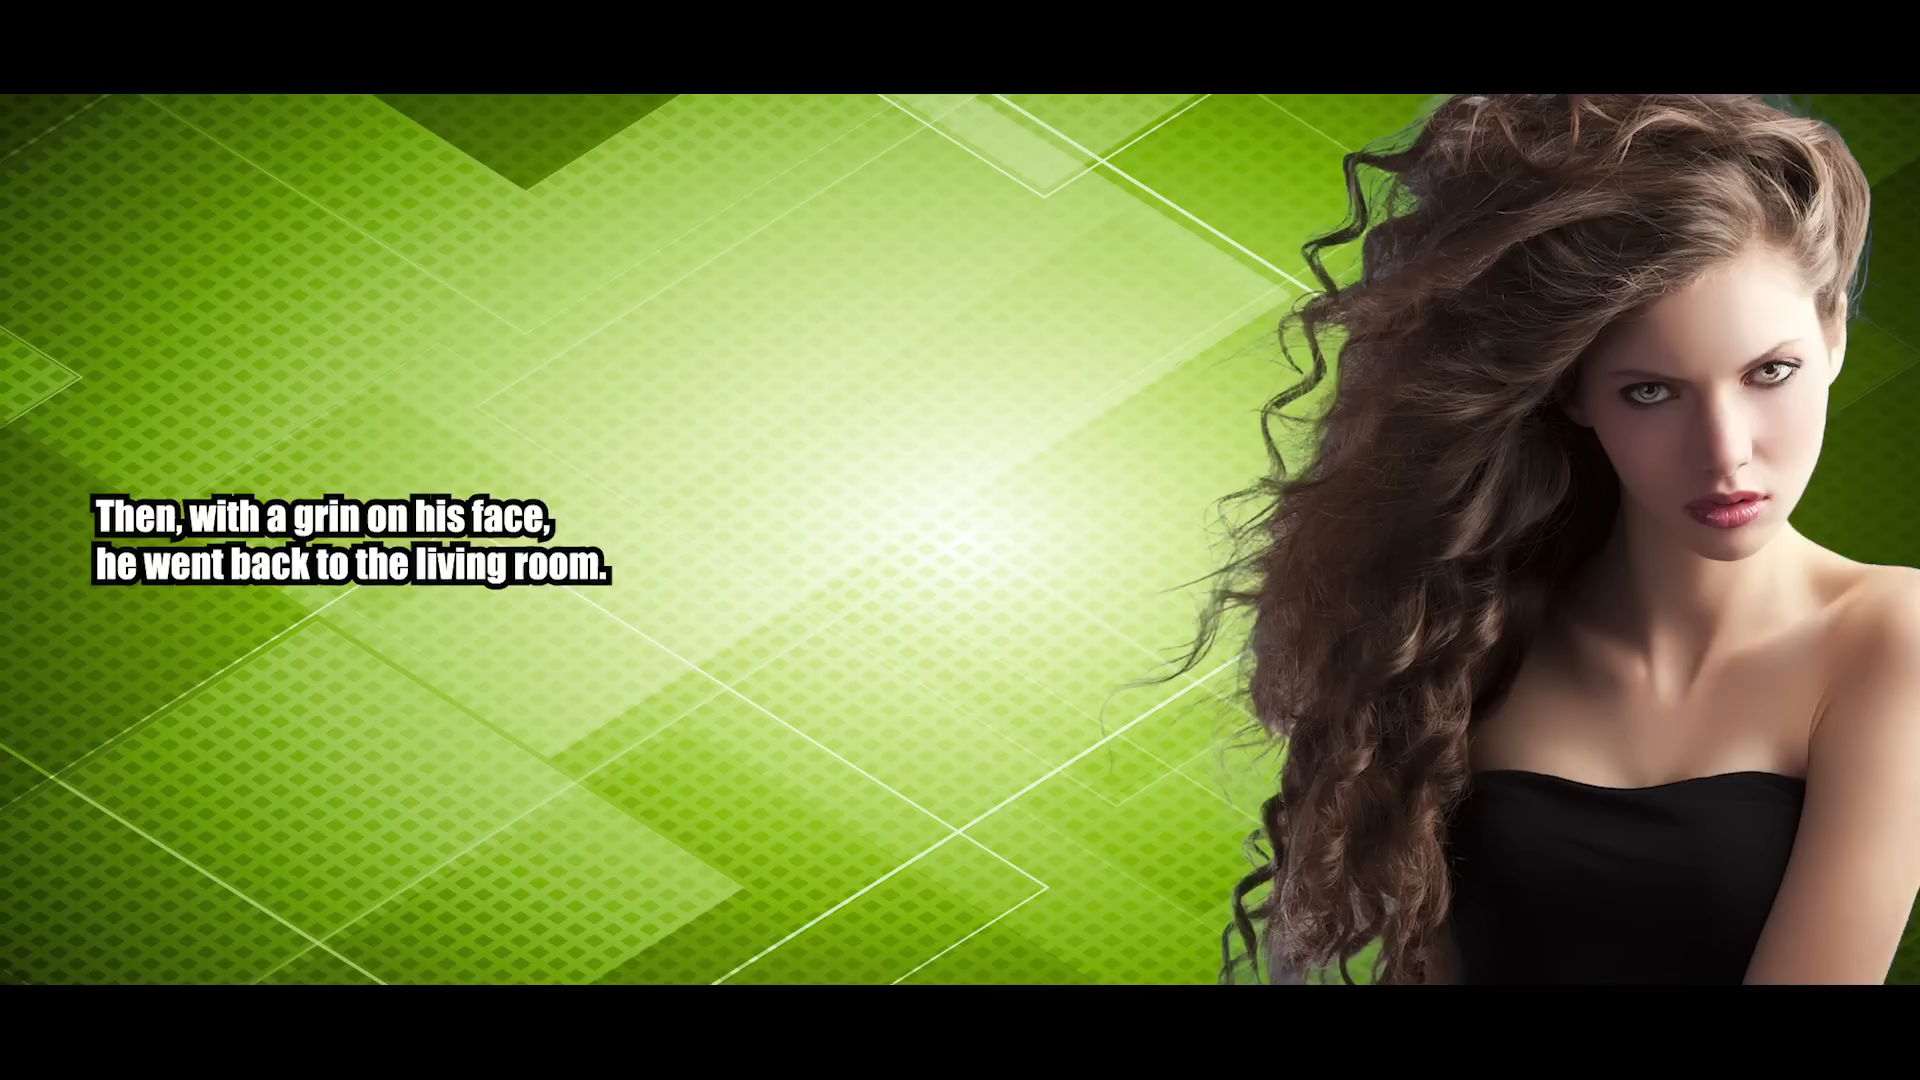 Then, with a grin on his face,
he went back to the living room.